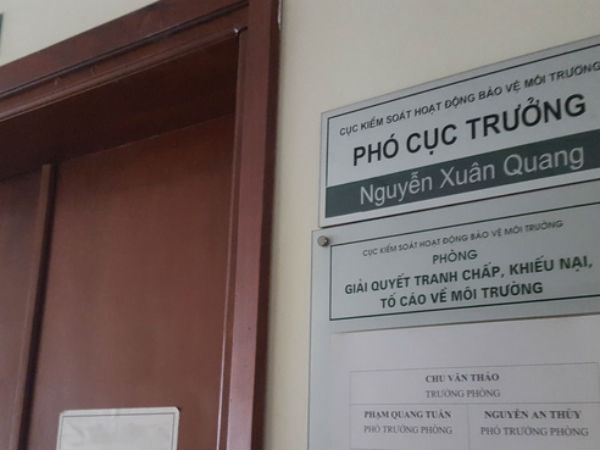 CỤC KIỂM SOÁT HOẠT ĐỘNG BẢO VỆ MÔI TRƯỜNG
PHÓ CỤC TRƯỞNG
Nguyễn Xuân Quang
CỤC KIỂM SOÁT HOẠT ĐỘNG BẢO VỆ MÔI TRƯỜNG
PHÒNG
GIẢI QUYẾT TRANH CHẤP, KHIẾU NẠI,
TỐ CÁO VỀ MÔI TRƯỜNG
CHU VĂN THẢO
TRƯỞNG PHÒNG
PHẠM QUANG TUÂN
PHÓ TRƯỞNG PHÒNG
NGUYỄN AN THỦY
PHÓ TRƯỞNG PHÒNG